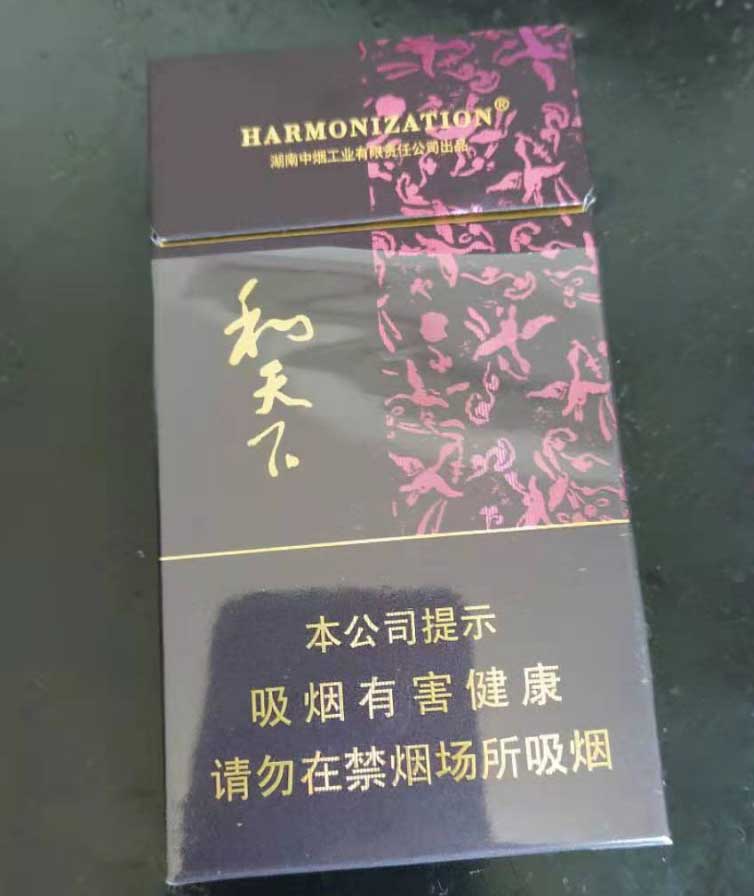 HARMONIZATION®
湖南中烟工业有限责任公司出品
和天下
本公司提示
吸烟有害健康
请勿在禁烟场所吸烟